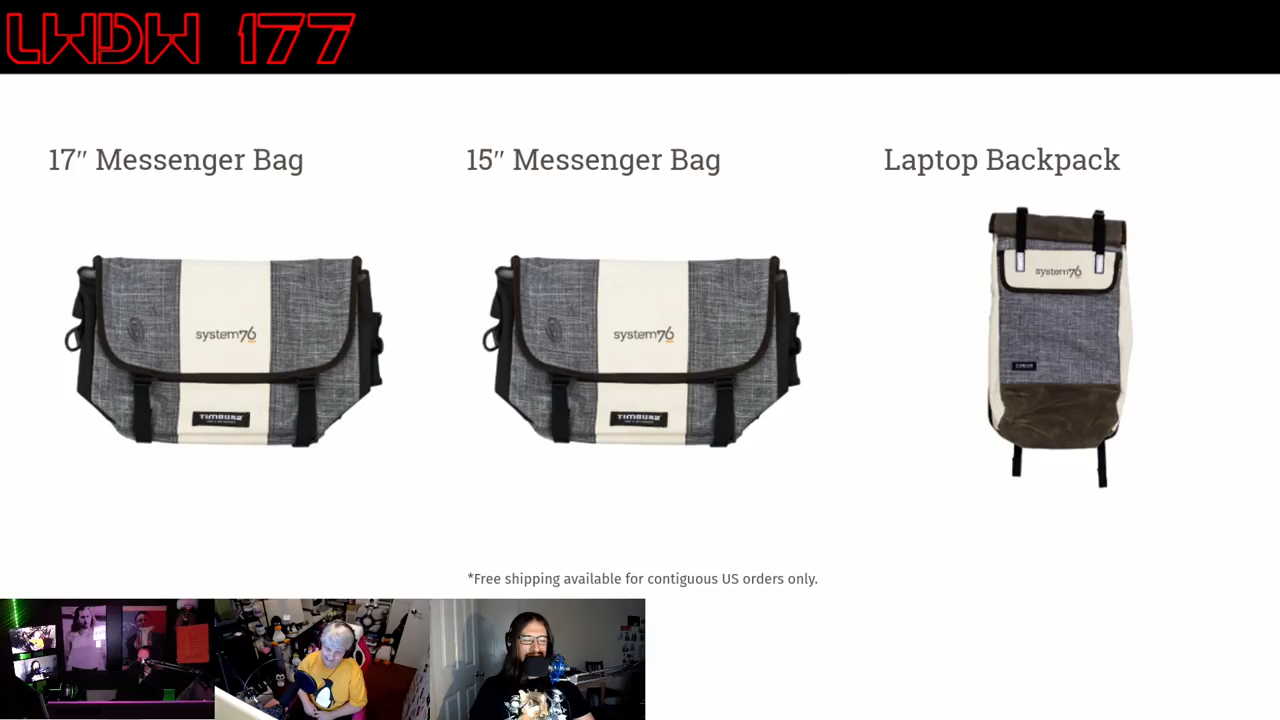 LWDW 177
17″ Messenger Bag
15″ Messenger Bag
Laptop Backpack
system76
TIMBUK2
system76
TIMBUK2
system76
*Free shipping available for contiguous US orders only.